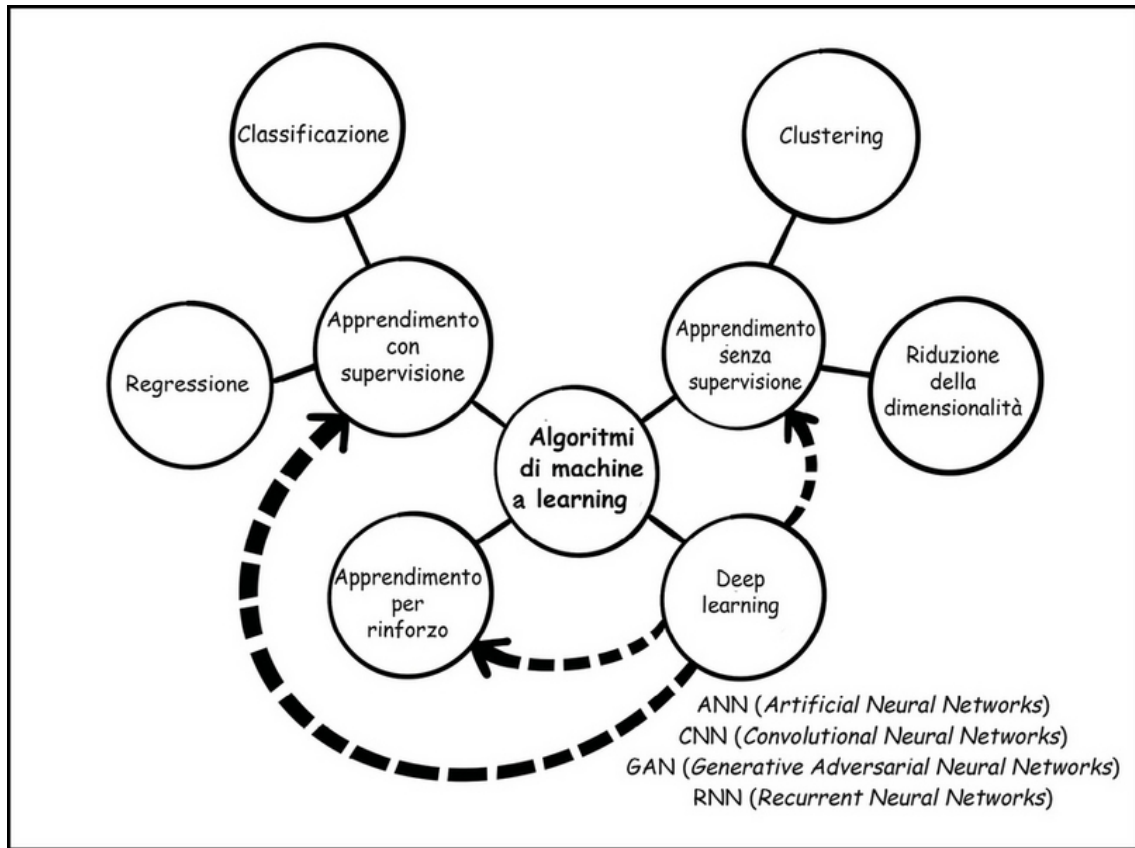 Classificazione
Clustering
Apprendimento
con
supervisione
Apprendimento
senza
supervisione
Regressione
Riduzione
della
dimensionalità
Algoritmi
di machine
a learning
Apprendimento
per
rinforzo
Deep
learning
ANN (Artificial Neural Networks)
CNN (Convolutional Neural Networks)
GAN (Generative Adversarial Neural Networks)
RNN (Recurrent Neural Networks)